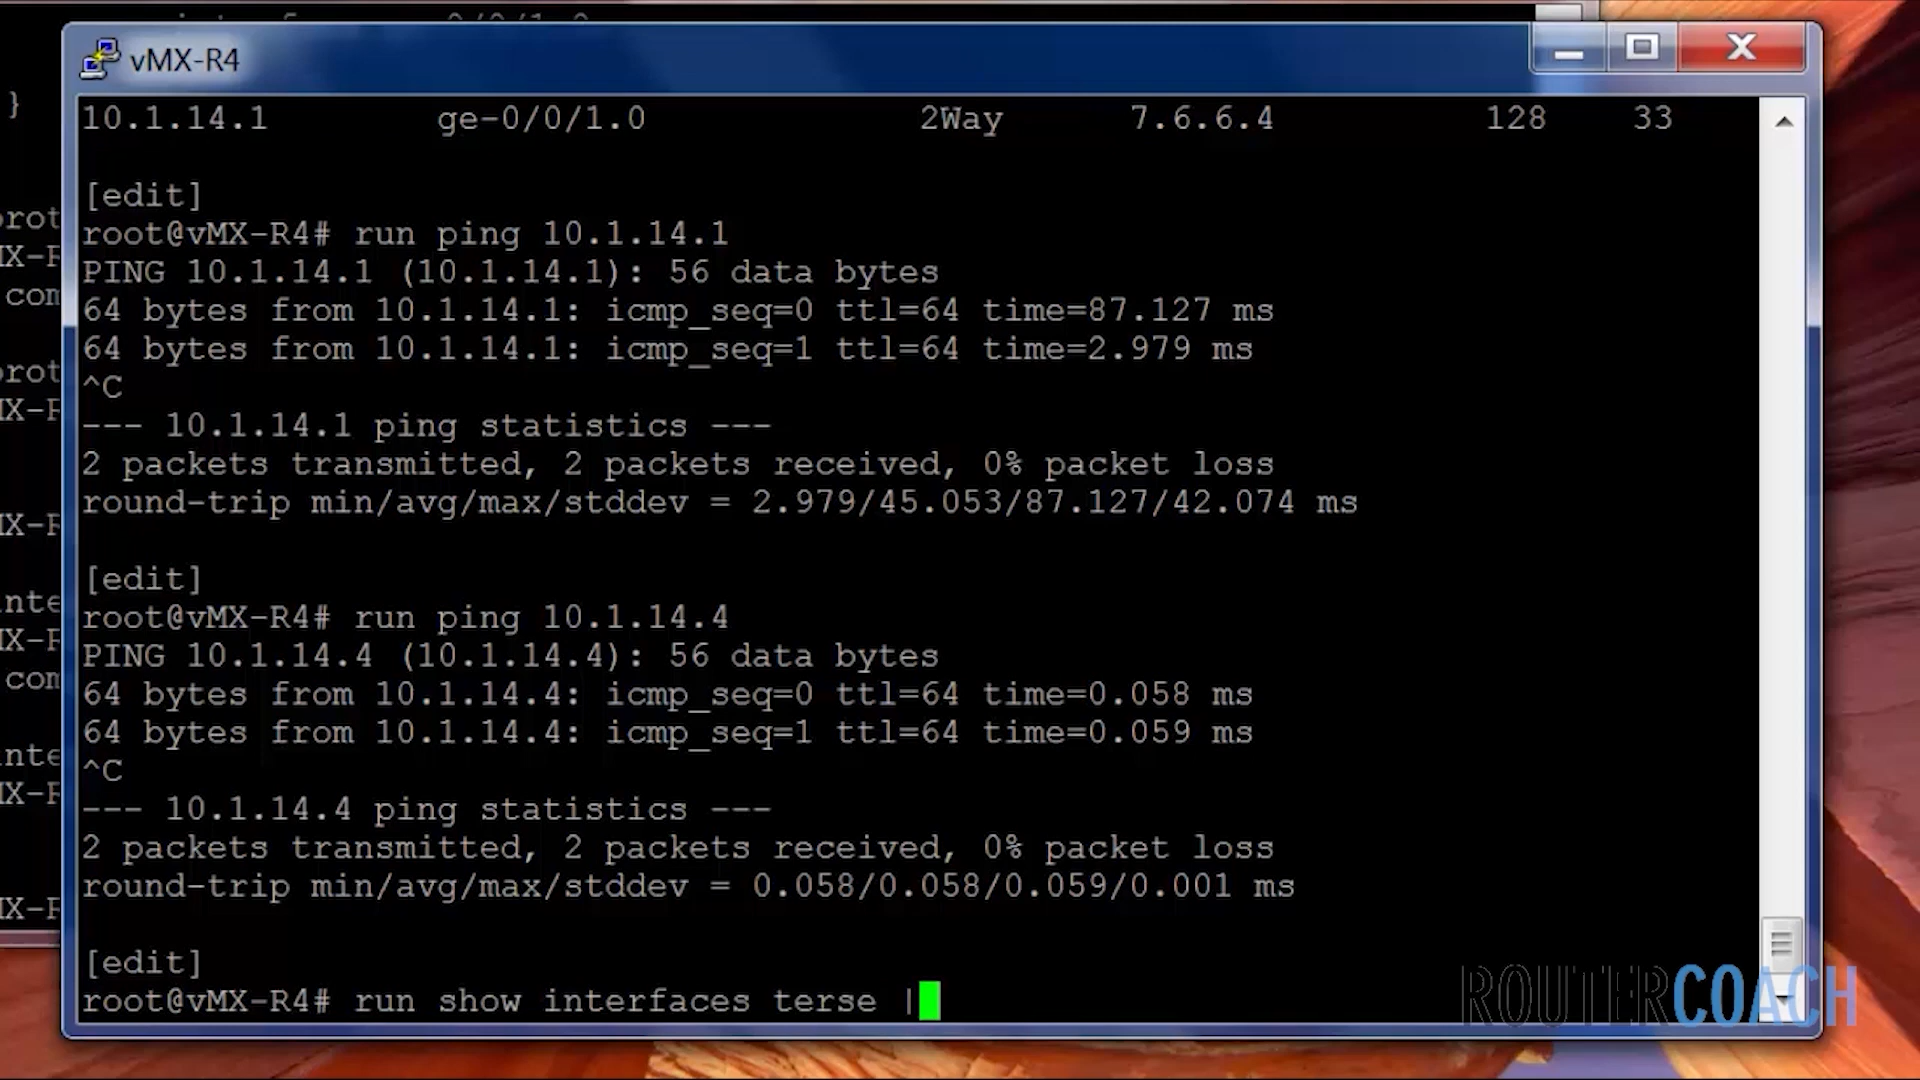 vMX-R4
10.1.14.1 ge-0/0/1.0 2Way 7.6.6.4 128 33
[edit]
root@vMX-R4# run ping 10.1.14.1
PING 10.1.14.1 (10.1.14.1): 56 data bytes
64 bytes from 10.1.14.1: icmp_seq=0 ttl=64 time=87.127 ms
64 bytes from 10.1.14.1: icmp_seq=1 ttl=64 time=2.979 ms
^C
--- 10.1.14.1 ping statistics ---
2 packets transmitted, 2 packets received, 0% packet loss
round-trip min/avg/max/stddev = 2.979/45.053/87.127/42.074 ms
[edit]
root@vMX-R4# run ping 10.1.14.4
PING 10.1.14.4 (10.1.14.4): 56 data bytes
64 bytes from 10.1.14.4: icmp_seq=0 ttl=64 time=0.058 ms
64 bytes from 10.1.14.4: icmp_seq=1 ttl=64 time=0.059 ms
^C
--- 10.1.14.4 ping statistics ---
2 packets transmitted, 2 packets received, 0% packet loss
round-trip min/avg/max/stddev = 0.058/0.058/0.059/0.001 ms
[edit]
root@vMX-R4# run show interfaces terse |
ROUTERCOACH